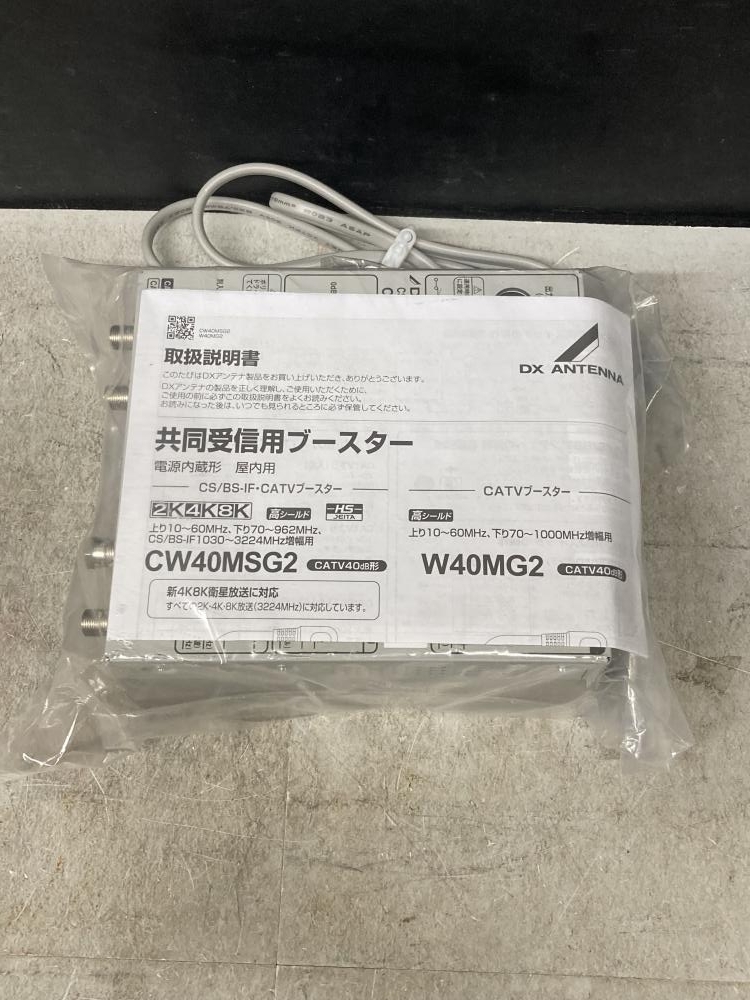 CW40MSG2
W40MG2
取扱説明書
このたびはDXアンテナ製品をお買い上げいただき、ありがとうございます。
DXアンテナの製品を正しく理解し、ご使用いただくために、
ご使用の前に必ずこの取扱説明書をよくお読みください。
お読みになった後は、いつでも見られるところに必ず保管してください。
DX ANTENNA
共同受信用ブースター
電源内蔵形 屋内用
CS/BS-IF・CATVブースター
2K4K8K 高シールド HS JEITA
上り10〜60MHz、下り70〜962MHz、
CS/BS-IF1030〜3224MHz増幅用
CW40MSG2 CATV40dB形
新4K8K衛星放送に対応
すべての2K・4K・8K放送(3224MHz)に対応しています。
CATVブースター
高シールド
上り10〜60MHz、下り70〜1000MHz増幅用
W40MG2 CATV40dB形